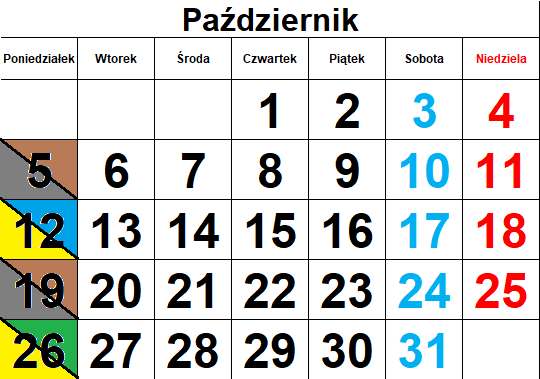 Październik
Poniedziałek Wtorek Środa Czwartek Piątek Sobota Niedziela
1 2 3 4
5 6 7 8 9 10 11
12 13 14 15 16 17 18
19 20 21 22 23 24 25
26 27 28 29 30 31